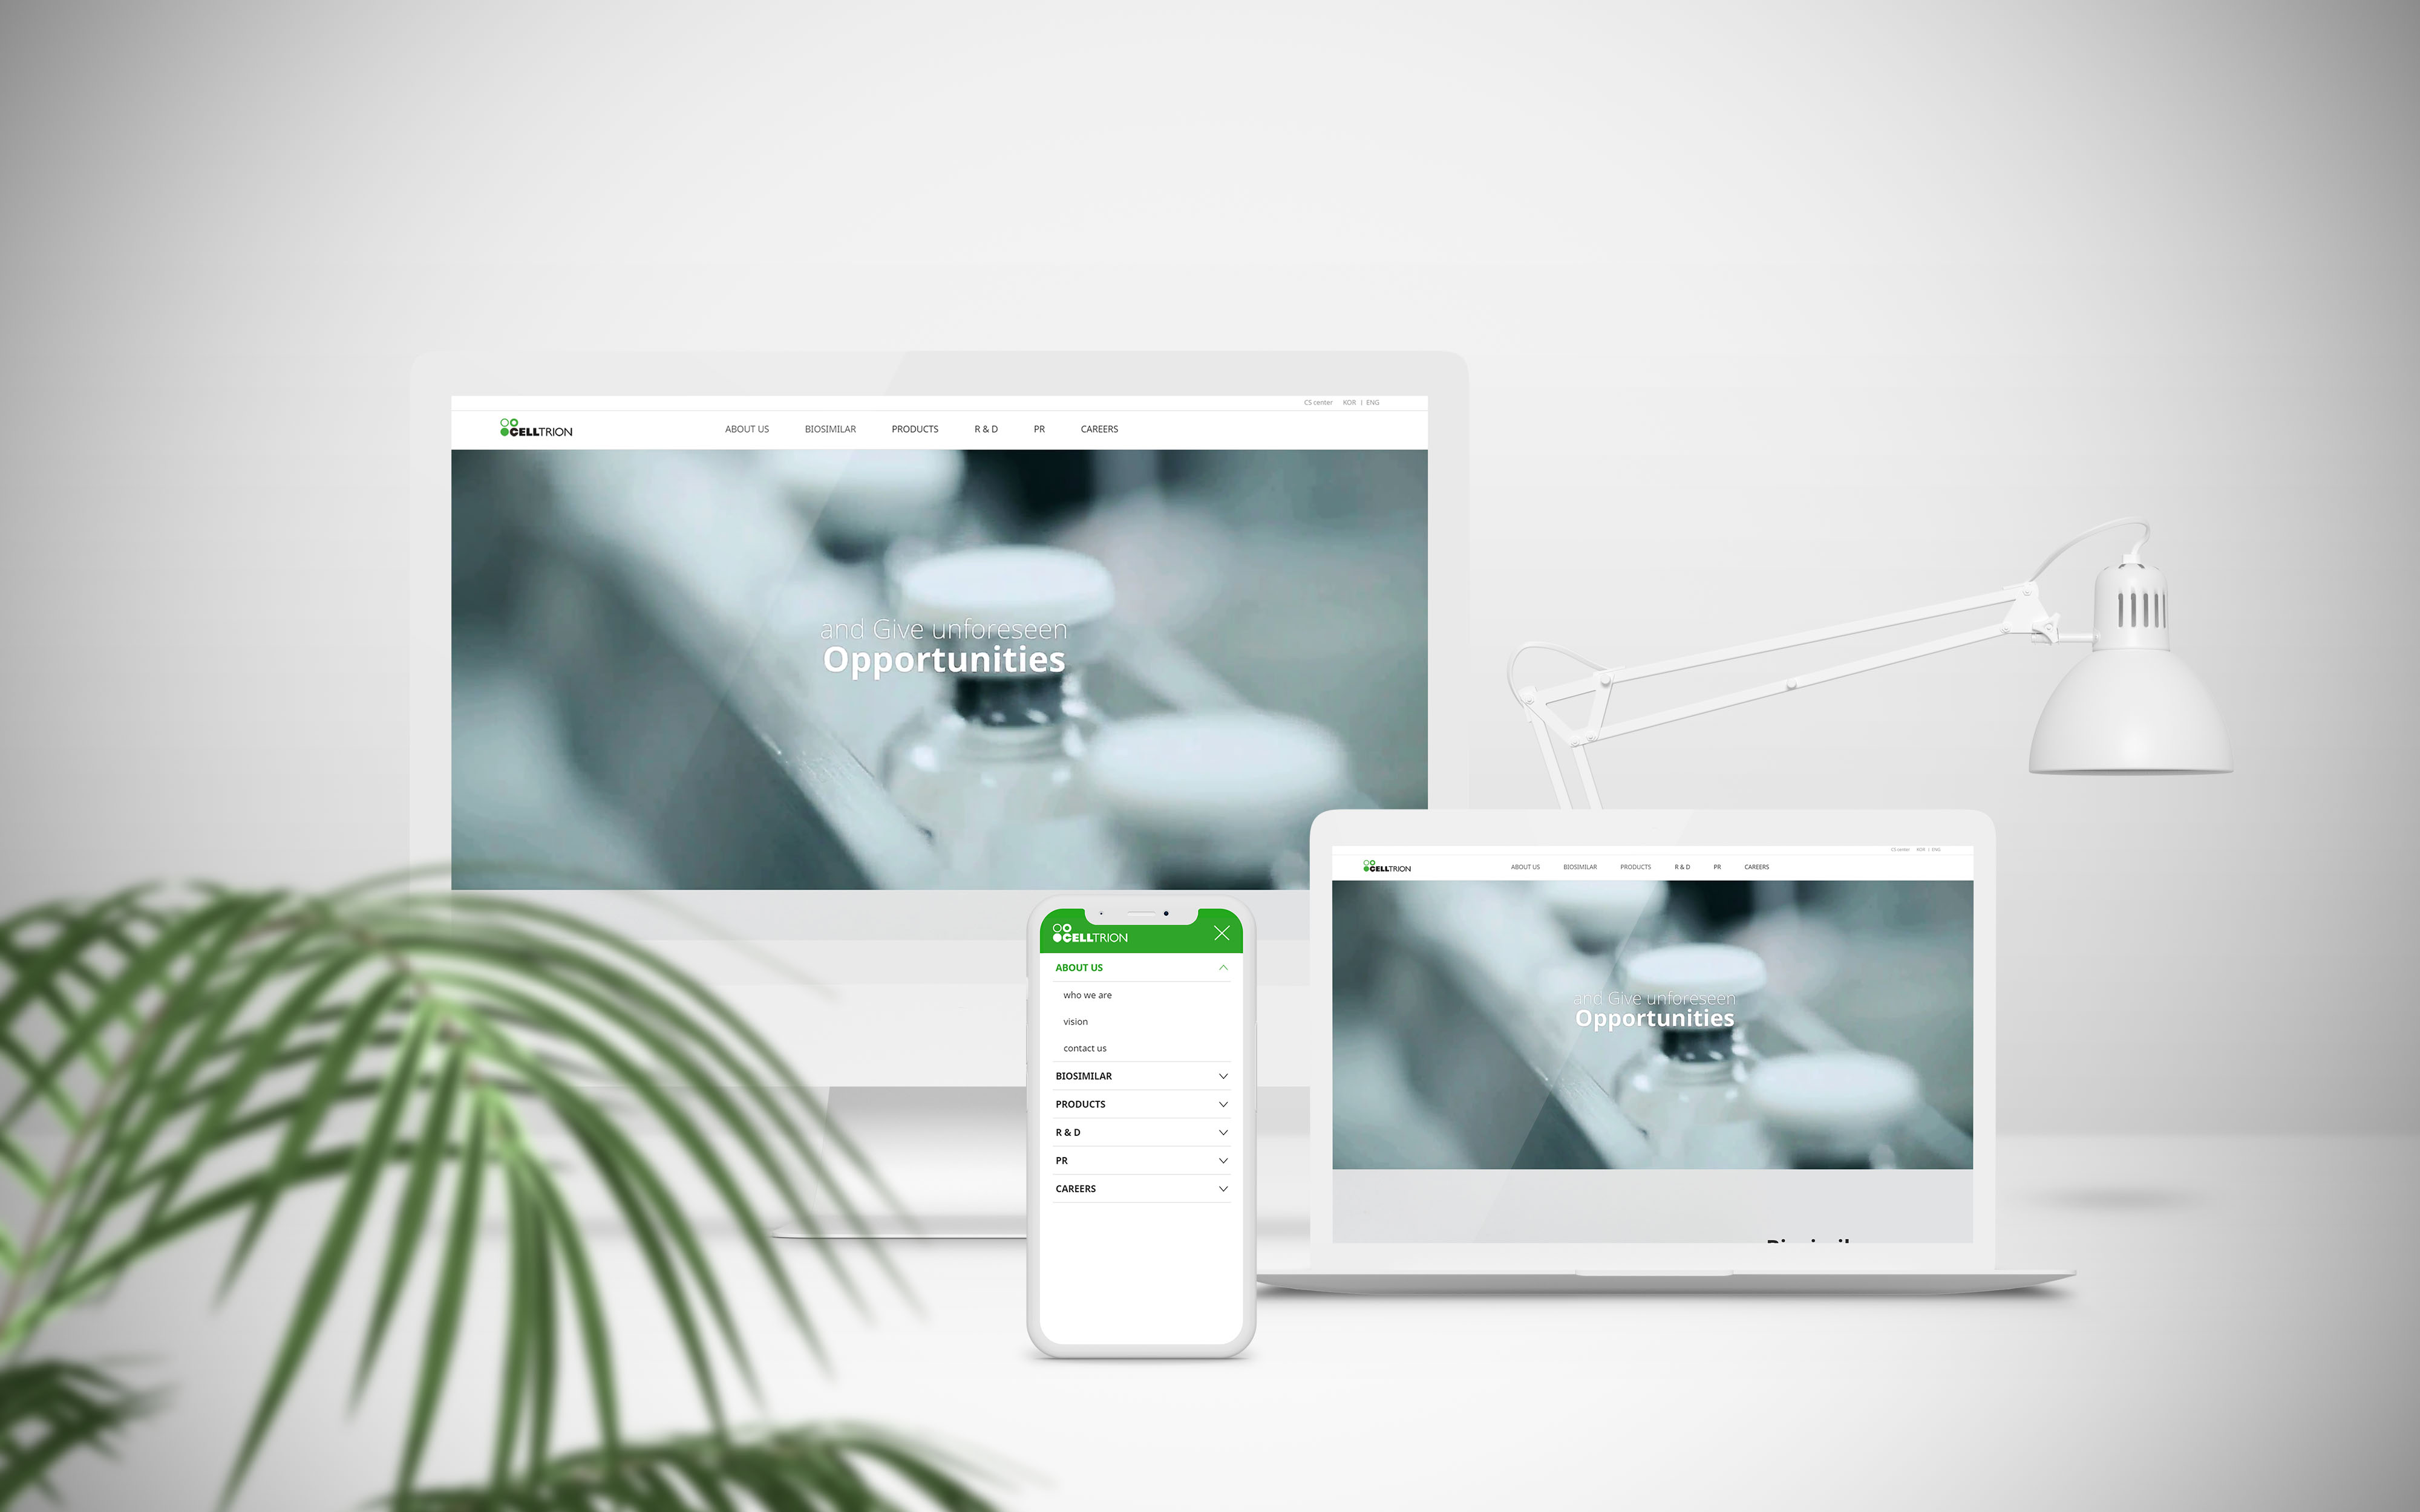 CS center KOR | ENG
CELLTRION ABOUT US BIOSIMILAR PRODUCTS R & D PR CAREERS
and Give unforeseen
Opportunities
CS center KOR | ENG
CELLTRION ABOUT US BIOSIMILAR PRODUCTS R & D PR CAREERS
and Give unforeseen
Opportunities
CELLTRION
ABOUT US
who we are
vision
contact us
BIOSIMILAR
PRODUCTS
R & D
PR
CAREERS